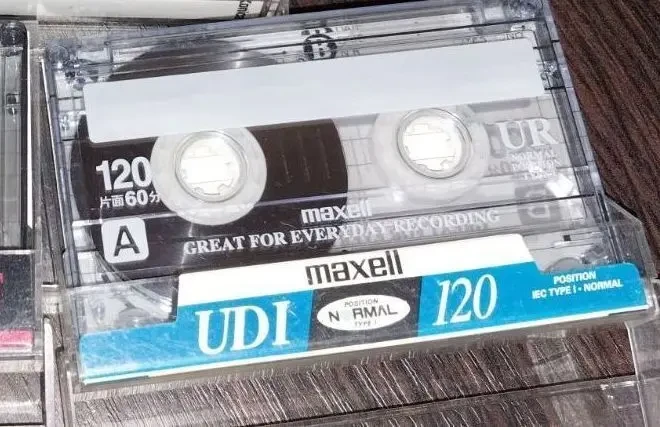 B
120
片面60分
UR
A
maxell
GREAT FOR EVERYDAY RECORDING
maxell
UDI
POSITION
N RMAL
TYPE I
120
POSITION
IEC TYPE I • NORMAL